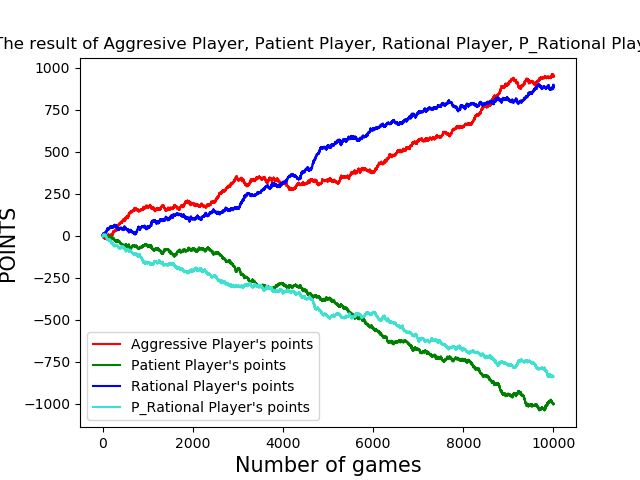 The result of Aggresive Player, Patient Player, Rational Player, P_Rational Play
1000
750
500
250
0
−250
−500
−750
−1000
POINTS
Aggressive Player's points
Patient Player's points
Rational Player's points
P_Rational Player's points
0 2000 4000 6000 8000 10000
Number of games